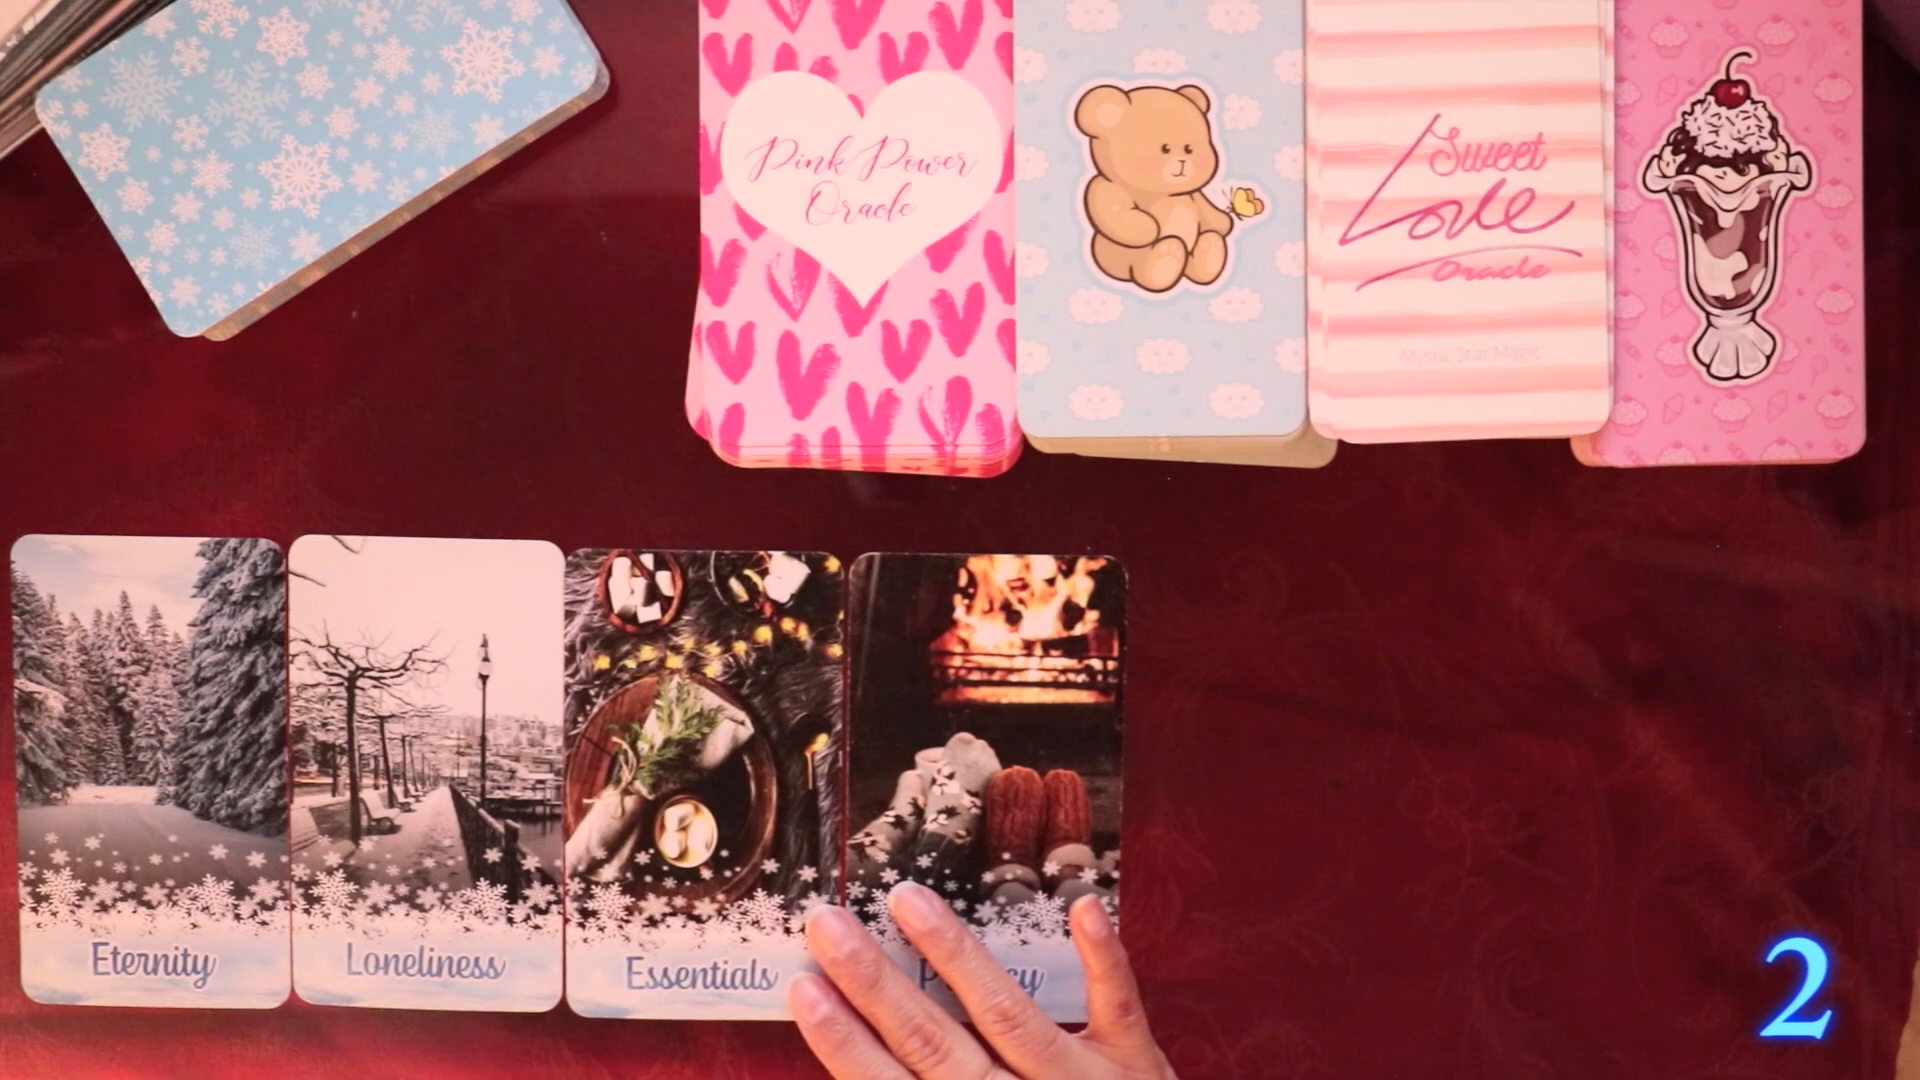 Pink Power
Oracle
Sweet
Love
Oracle
Mystic Star Magic
Eternity
Loneliness
Essentials
2